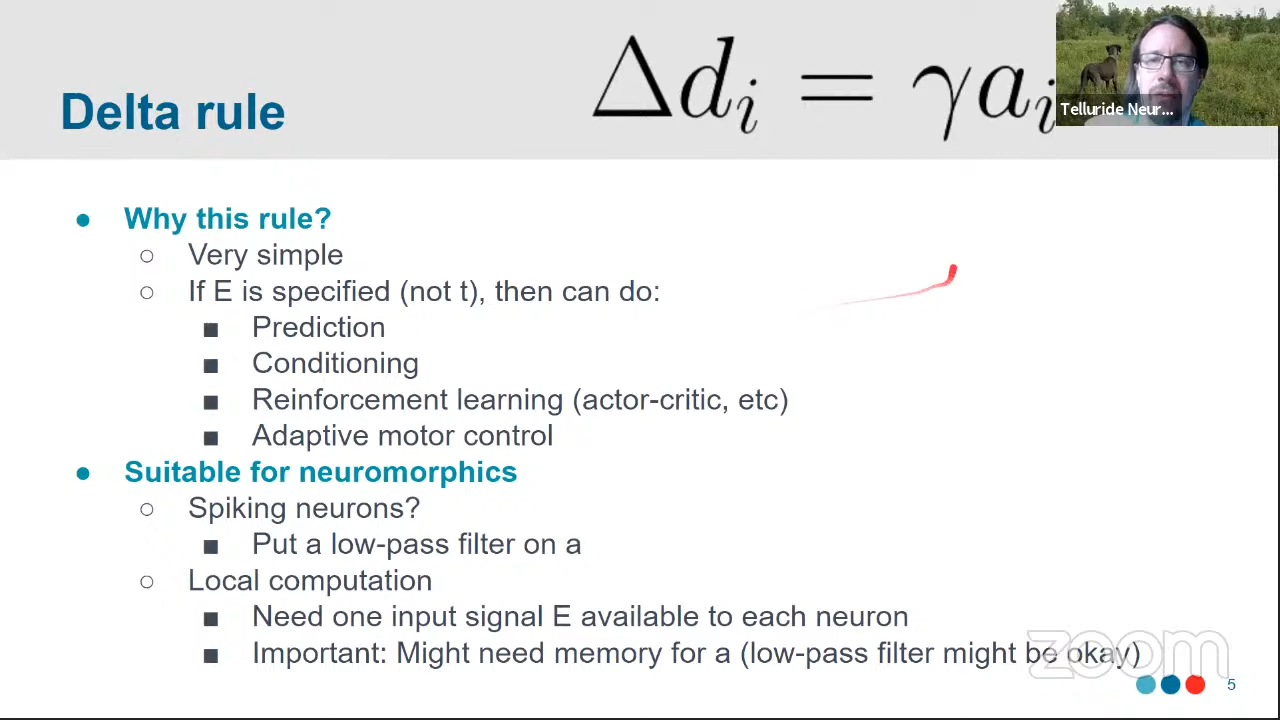 Delta rule
Δdᵢ = γaᵢ
Telluride Neur...
● Why this rule?
○ Very simple
○ If E is specified (not t), then can do:
■ Prediction
■ Conditioning
■ Reinforcement learning (actor-critic, etc)
■ Adaptive motor control
● Suitable for neuromorphics
○ Spiking neurons?
■ Put a low-pass filter on a
○ Local computation
■ Need one input signal E available to each neuron
■ Important: Might need memory for a (low-pass filter might be okay)
zoom
5